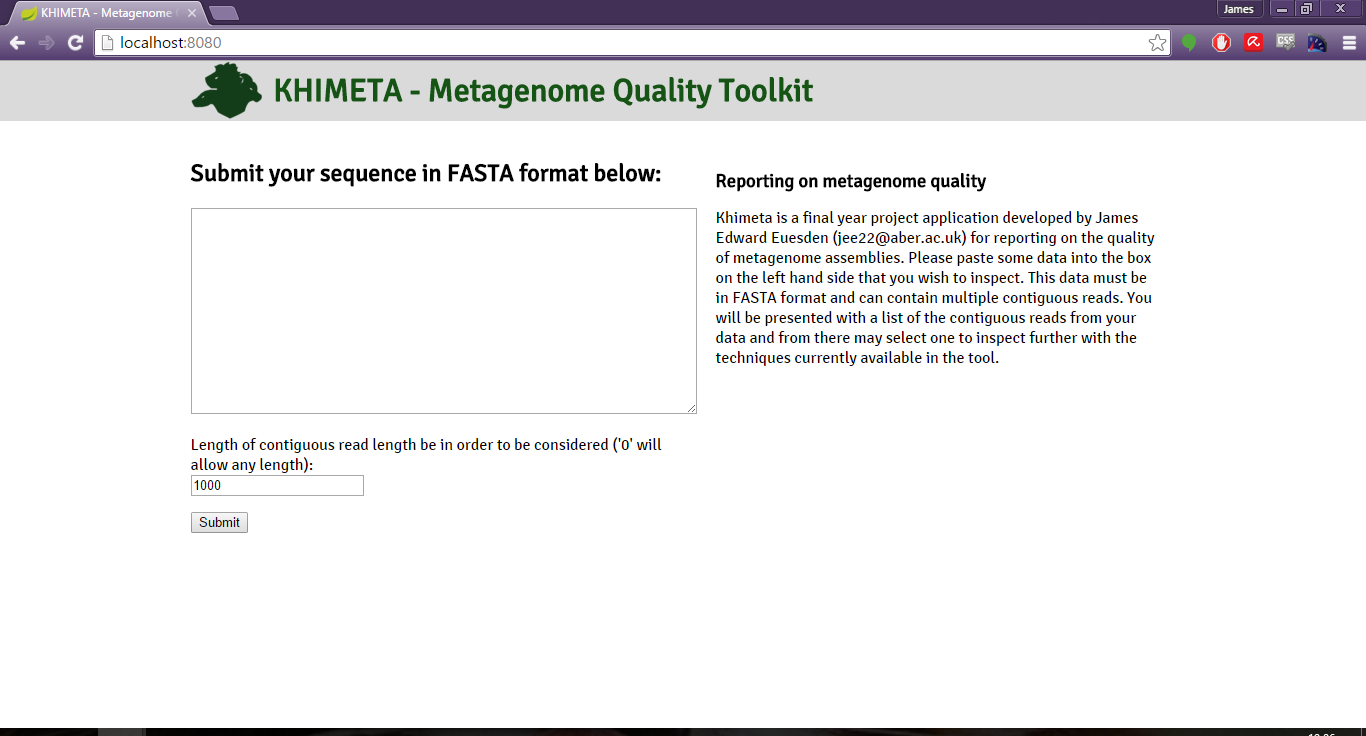 KHIMETA - Metagenome
James
localhost:8080
CSS
KHIMETA - Metagenome Quality Toolkit
Submit your sequence in FASTA format below:
Length of contiguous read length be in order to be considered ('0' will
allow any length):
1000
Submit
Reporting on metagenome quality
Khimeta is a final year project application developed by James
Edward Euesden (jee22@aber.ac.uk) for reporting on the quality
of metagenome assemblies. Please paste some data into the box
on the left hand side that you wish to inspect. This data must be
in FASTA format and can contain multiple contiguous reads. You
will be presented with a list of the contiguous reads from your
data and from there may select one to inspect further with the
techniques currently available in the tool.